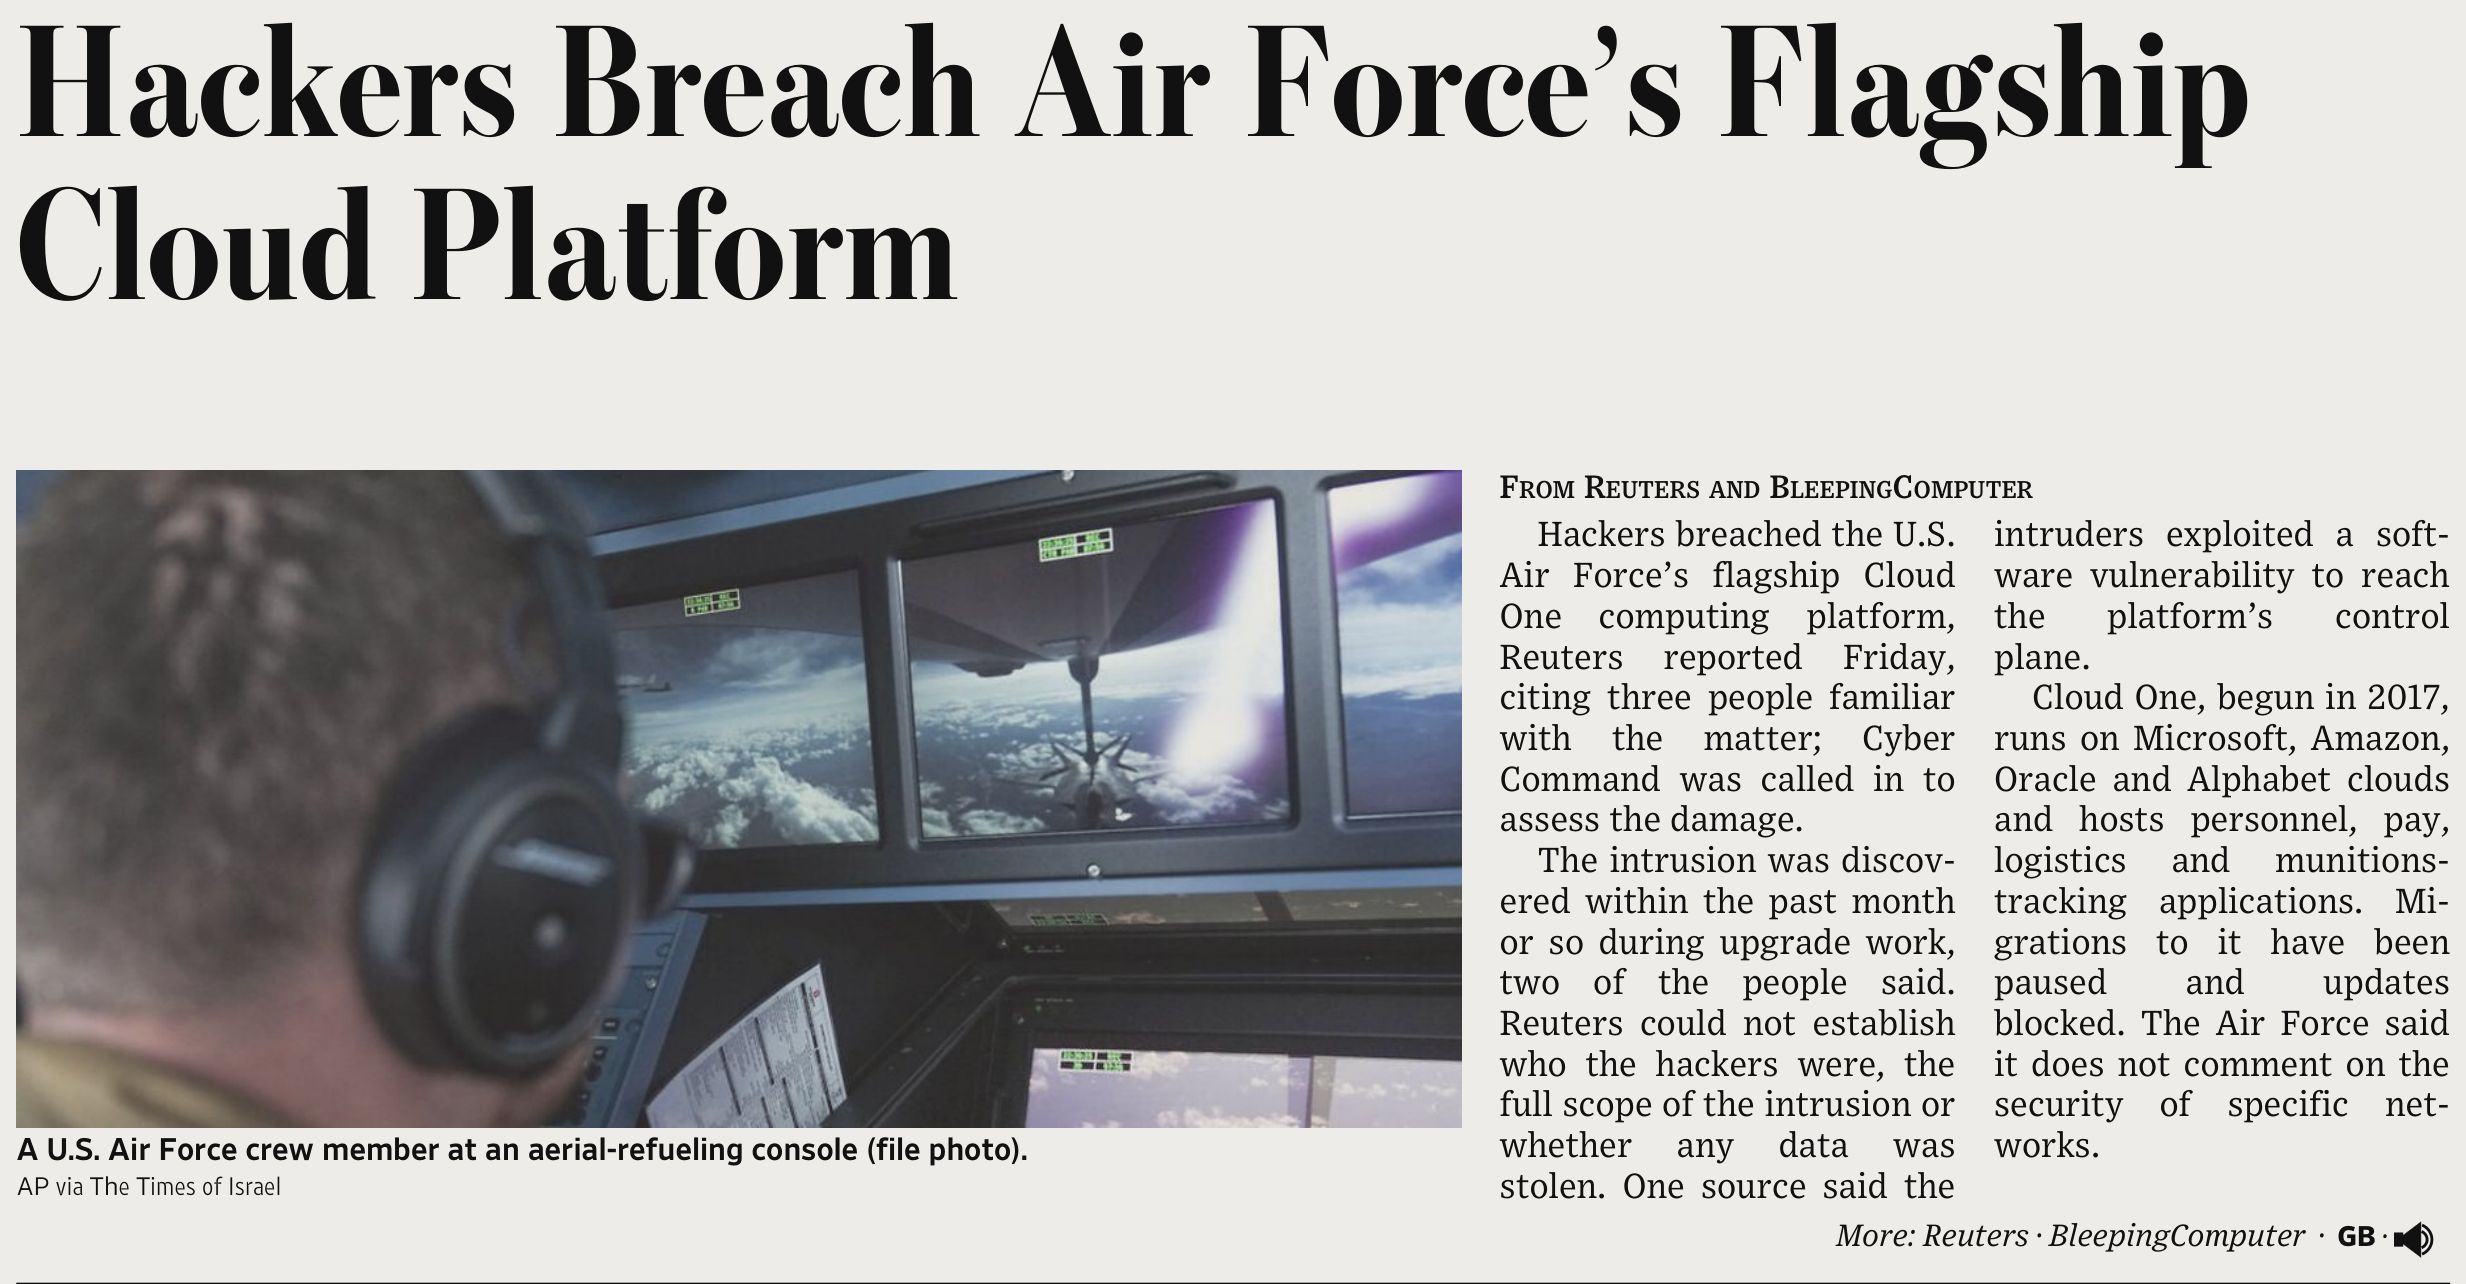 Hackers Breach Air Force’s Flagship
Cloud Platform
A U.S. Air Force crew member at an aerial-refueling console (file photo).
AP via The Times of Israel
From Reuters and BleepingComputer
Hackers breached the U.S.
Air Force’s flagship Cloud
One computing platform,
Reuters reported Friday,
citing three people familiar
with the matter; Cyber
Command was called in to
assess the damage.
The intrusion was discov-
ered within the past month
or so during upgrade work,
two of the people said.
Reuters could not establish
who the hackers were, the
full scope of the intrusion or
whether any data was
stolen. One source said the
intruders exploited a soft-
ware vulnerability to reach
the platform’s control
plane.
Cloud One, begun in 2017,
runs on Microsoft, Amazon,
Oracle and Alphabet clouds
and hosts personnel, pay,
logistics and munitions-
tracking applications. Mi-
grations to it have been
paused and updates
blocked. The Air Force said
it does not comment on the
security of specific net-
works.
More: Reuters · BleepingComputer · GB ·